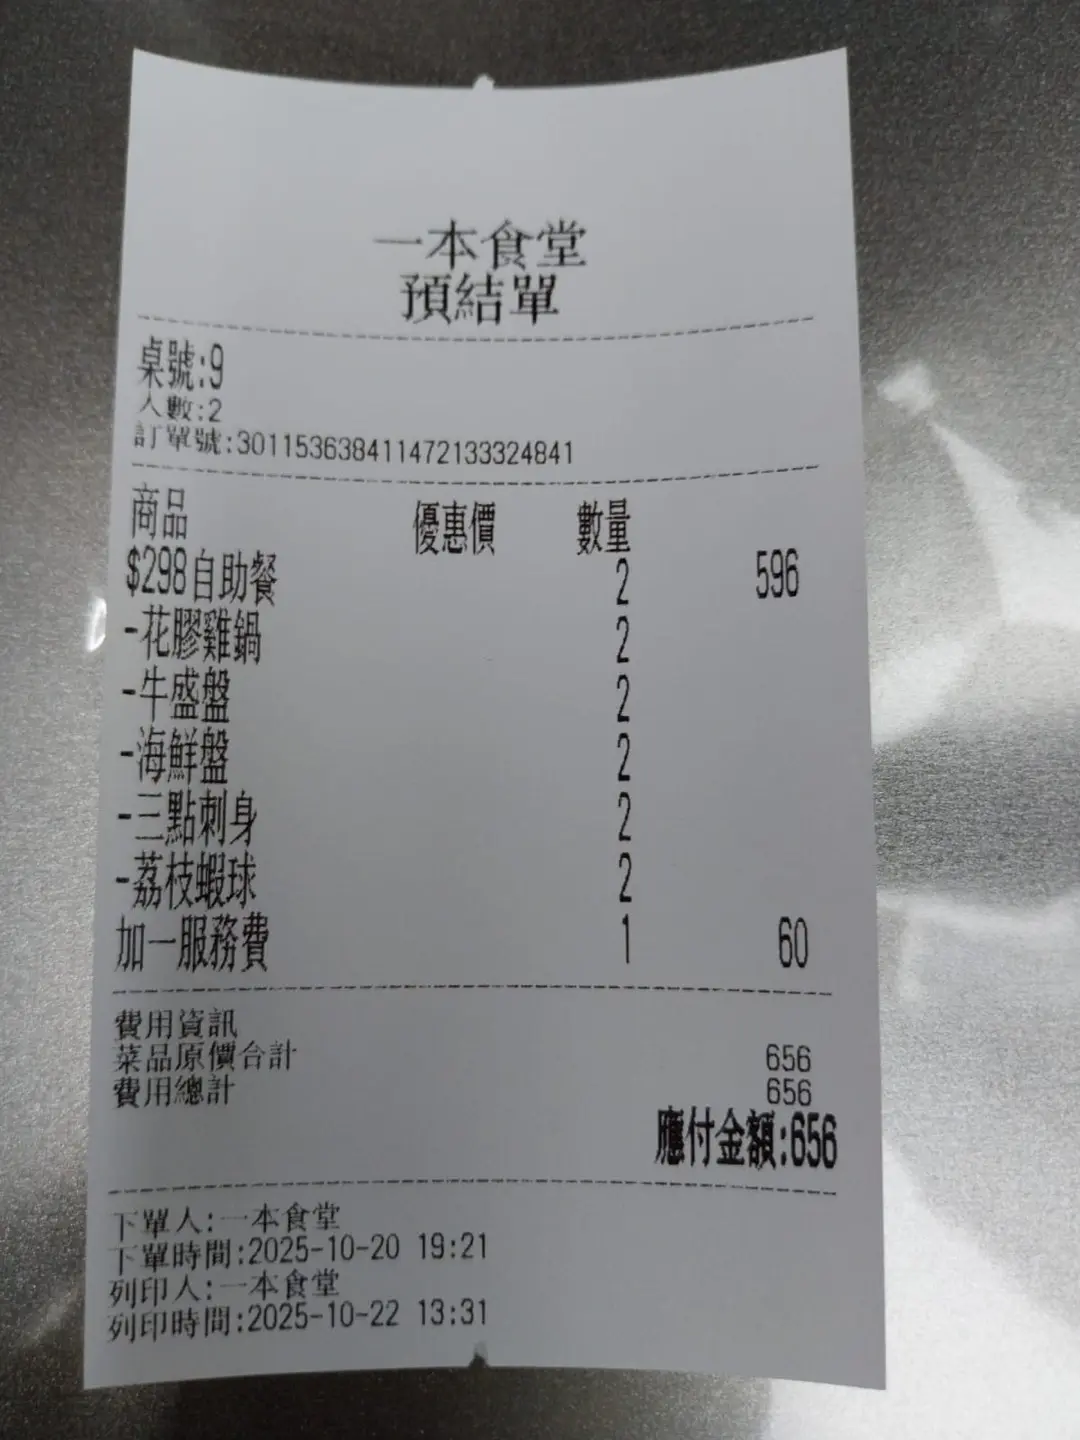 一本食堂
預結單
桌號:9
人數:2
訂單號:301153638411472133324841
商品 優惠價 數量
$298自助餐 2 596
-花膠雞鍋 2
-牛盛盤 2
-海鮮盤 2
-三點刺身 2
-荔枝蝦球 2
加一服務費 1 60
費用資訊
菜品原價合計 656
費用總計 656
應付金額:656
下單人:一本食堂
下單時間:2025-10-20 19:21
列印人:一本食堂
列印時間:2025-10-22 13:31